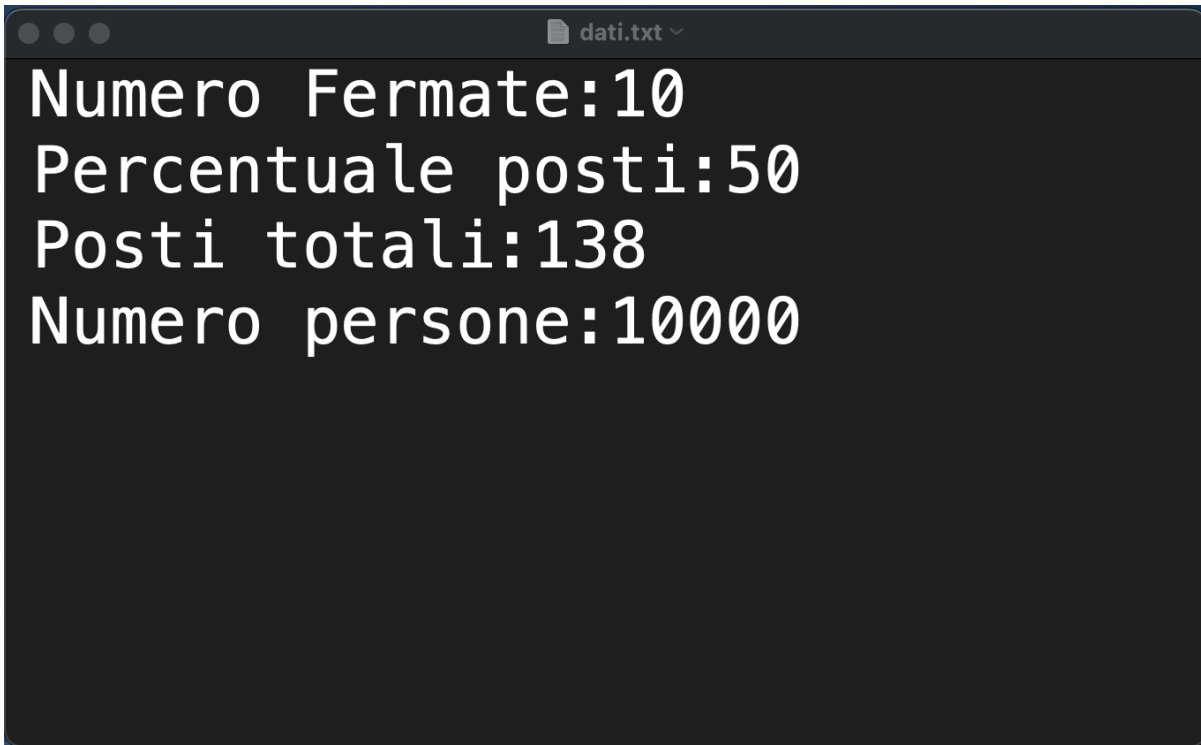 dati.txt
Numero Fermate:10
Percentuale posti:50
Posti totali:138
Numero persone:10000